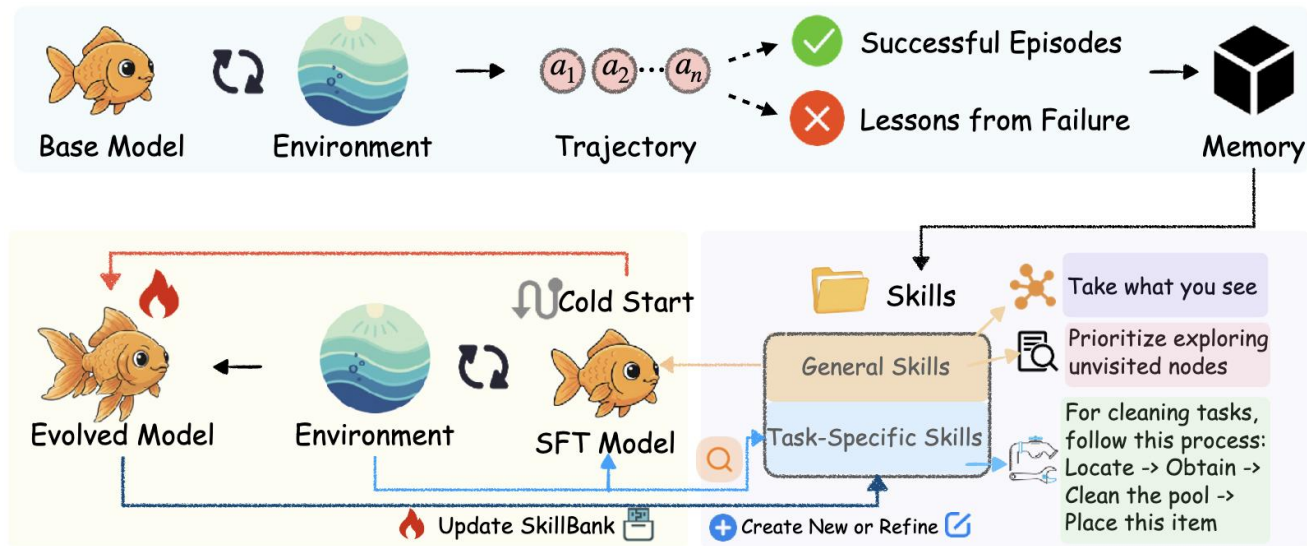 a1 a2 ... an
Successful Episodes
Lessons from Failure
Base Model
Environment
Trajectory
Memory
Cold Start
Skills
Take what you see
General Skills
Prioritize exploring
unvisited nodes
Evolved Model
Environment
SFT Model
Task-Specific Skills
For cleaning tasks,
follow this process:
Locate -> Obtain ->
Clean the pool ->
Place this item
Update SkillBank
Create New or Refine